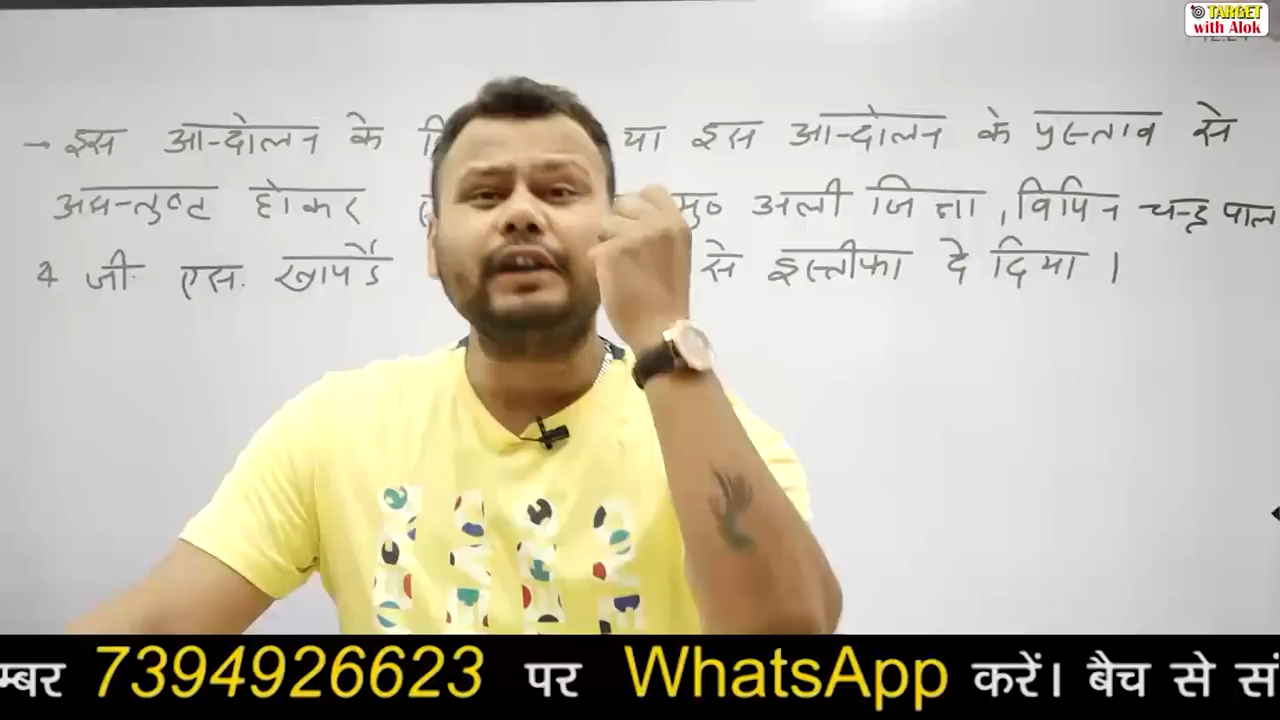 TARGET
with Alok
→ इस आन्दोलन के या इस आन्दोलन के प्रस्ताव से
असन्तुष्ट होकर मु० अली जिन्ना, विपिन चन्द्र पाल
व जी. एस. खापर्डे से इस्तीफा दे दिया ।
म्बर 7394926623 पर WhatsApp करें। बैच से सं